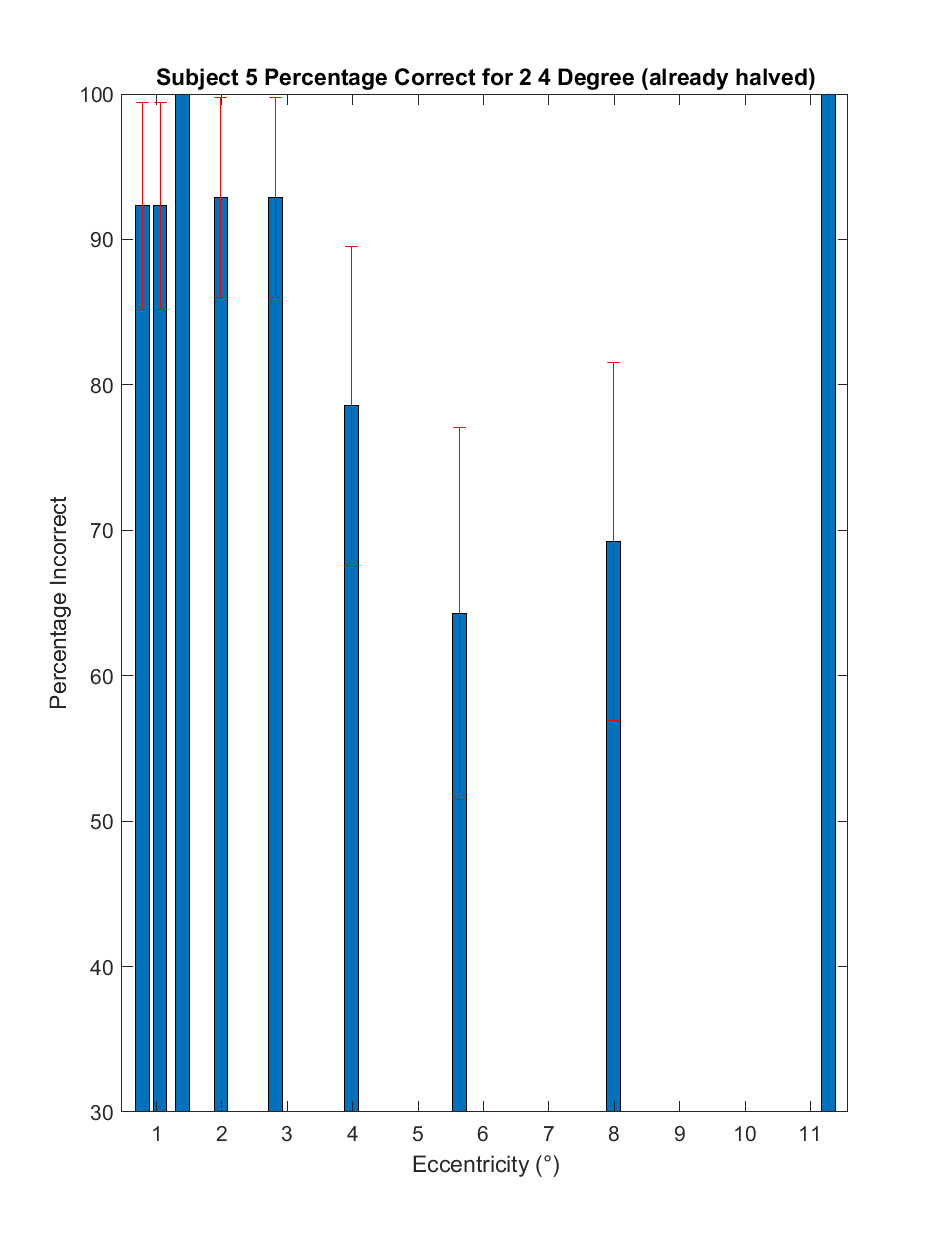 Subject 5 Percentage Correct for 2 4 Degree (already halved)
100
90
80
70
60
50
40
30
Percentage Incorrect
1 2 3 4 5 6 7 8 9 10 11
Eccentricity (°)